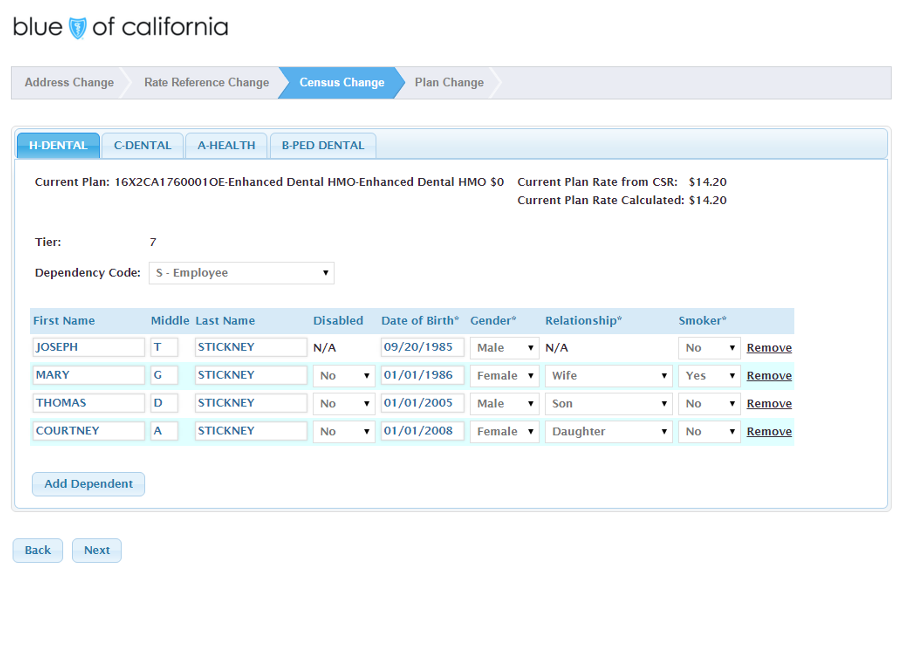 blue of california
Address Change Rate Reference Change Census Change Plan Change
H-DENTAL C-DENTAL A-HEALTH B-PED DENTAL
Current Plan: 16X2CA1760001OE-Enhanced Dental HMO-Enhanced Dental HMO $0 Current Plan Rate from CSR: $14.20
Current Plan Rate Calculated: $14.20
Tier: 7
Dependency Code: S - Employee
First Name Middle Last Name Disabled Date of Birth* Gender* Relationship* Smoker*
JOSEPH T STICKNEY N/A 09/20/1985 Male N/A No Remove
MARY G STICKNEY No 01/01/1986 Female Wife Yes Remove
THOMAS D STICKNEY No 01/01/2005 Male Son No Remove
COURTNEY A STICKNEY No 01/01/2008 Female Daughter No Remove
Add Dependent
Back Next